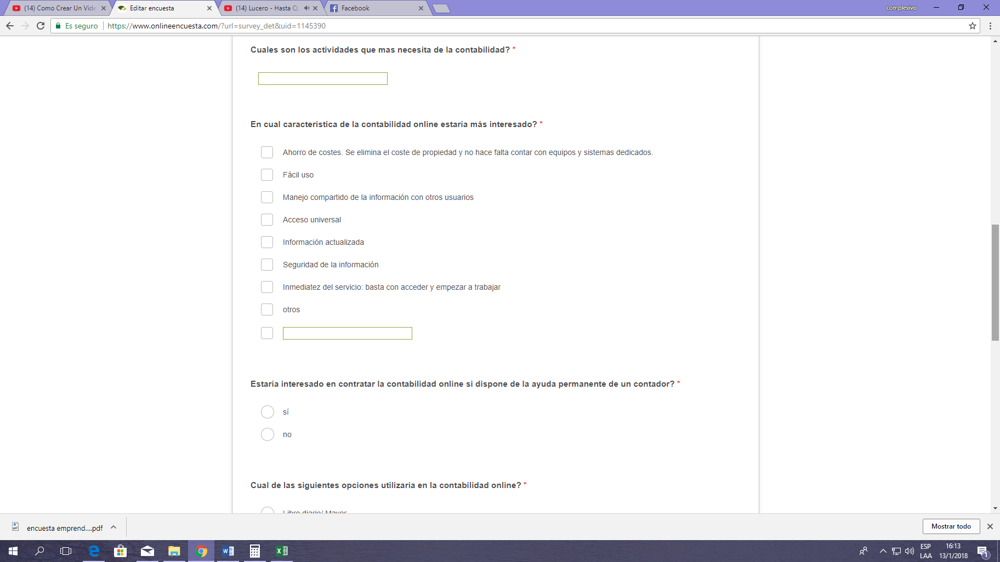 (14) Como Crear Un Vide
Editar encuesta
(14) Lucero - Hasta Q
Facebook
complexivo
Es seguro
https://www.onlineencuesta.com/?url=survey_det&uid=1145390
Cuales son los actividades que mas necesita de la contabilidad? *
En cual característica de la contabilidad online estaría más interesado? *
Ahorro de costes. Se elimina el coste de propiedad y no hace falta contar con equipos y sistemas dedicados.
Fácil uso
Manejo compartido de la información con otros usuarios
Acceso universal
Información actualizada
Seguridad de la información
Inmediatez del servicio: basta con acceder y empezar a trabajar
otros
Estaría interesado en contratar la contabilidad online si dispone de la ayuda permanente de un contador? *
sí
no
Cual de las siguientes opciones utilizaría en la contabilidad online? *
Libro diario/ Mayor
encuesta emprend....pdf
Mostrar todo
ESP
LAA
16:13
13/1/2018
1